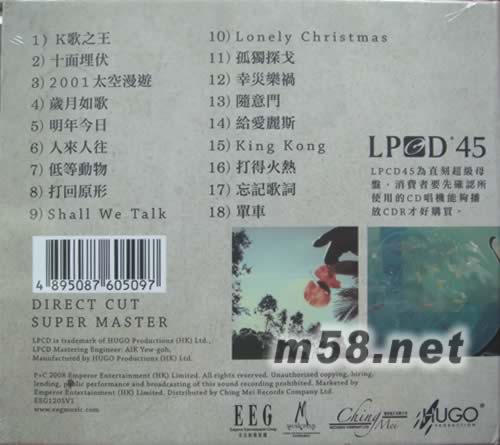 1) K歌之王
2) 十面埋伏
3) 2001太空漫遊
4) 歲月如歌
5) 明年今日
6) 人來人往
7) 低等動物
8) 打回原形
9) Shall We Talk
10) Lonely Christmas
11) 孤獨探戈
12) 幸災樂禍
13) 隨意門
14) 給愛麗斯
15) King Kong
16) 打得火熱
17) 忘記歌詞
18) 單車
LPCD 45
LPCD45為直刻超級母
盤，消費者要先確認所
使用的CD唱機能夠播
放CDR才好購買。
4 895087 605097
DIRECT CUT
SUPER MASTER
LPCD is trademark of HUGO Productions (HK) Ltd.,
LPCD Mastering Engineer: AIK Yew-goh,
Manufactured by HUGO Productions (HK) Ltd.
m58.net
P+C 2008 Emperor Entertainment (HK) Limited. Unauthorized copying, hiring,
lending, public performance and broadcasting of this sound recording prohibited. Marketed by
Emperor Entertainment (HK) Limited. Distributed by Ching Mei Records Company Ltd.
EEG1205V1
www.eegmusic.com
EEG
Emperor Entertainment Group
Ching Mei
HUGO
PRODUCTION